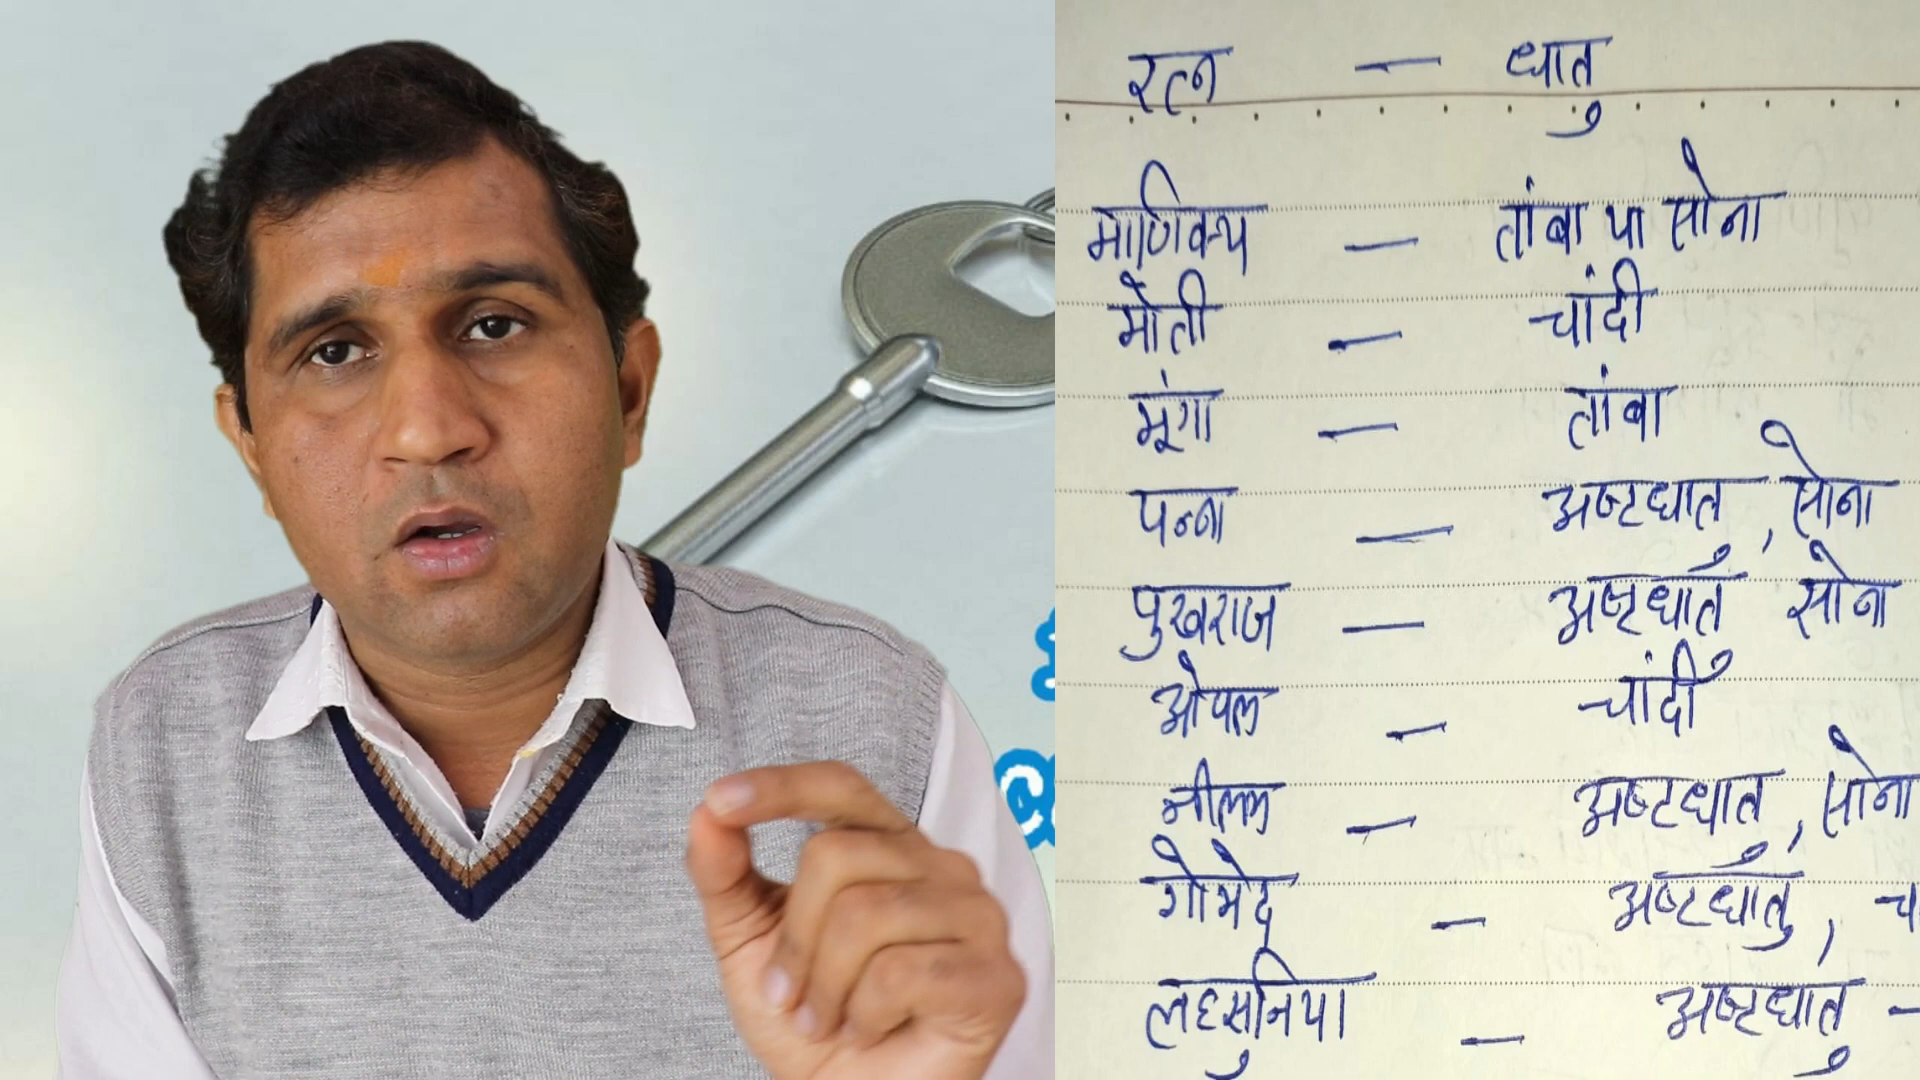 रत्न — धातु
माणिक्य — तांबा या सोना
मोती — चांदी
मूंगा — तांबा
पन्ना — अष्टधातु, सोना
पुखराज — अष्टधातु सोना
ओपल — चांदी
नीलम — अष्टधातु, सोना
गोमेद — अष्टधातु, च
लहसुनिया — अष्टधातु -